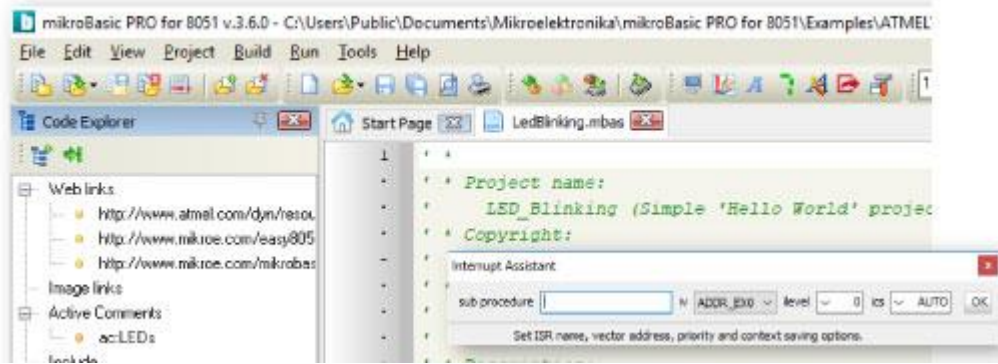 mikroBasic PRO for 8051 v.3.6.0 - C:\Users\Public\Documents\Mikroelektronika\mikroBasic PRO for 8051\Examples\ATMEL\
File Edit View Project Build Run Tools Help
Code Explorer
Start Page
LedBlinking.mbas
Web links
http://www.atmel.com/dyn/resou
http://www.mikroe.com/easy805
http://www.mikroe.com/mikrobas
Image links
Active Comments
ac:LEDs
Include
1 ' *
' * Project name:
' LED_Blinking (Simple 'Hello World' projec
' * Copyright:
Interrupt Assistant
sub procedure iv ADDR_EX0 ilevel 0 ics AUTO OK
Set ISR name, vector address, priority and context saving options.